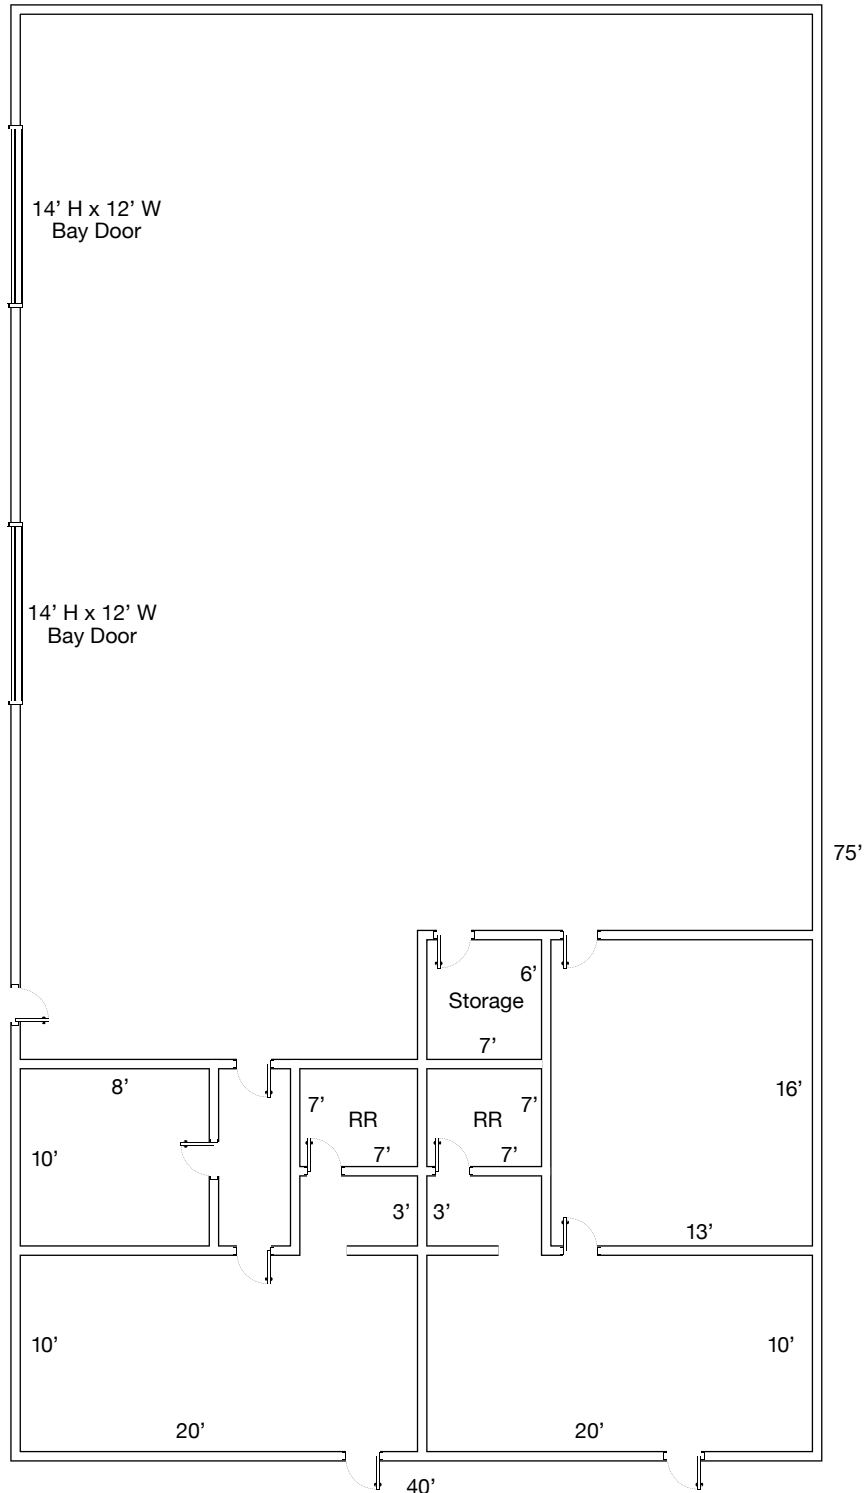 14’ H x 12’ W
Bay Door
14’ H x 12’ W
Bay Door
75’
6’
Storage
7’
8’
16’
7’
RR
7’
RR
7’
7’
10’
3’
3’
13’
10’
10’
20’
20’
40’